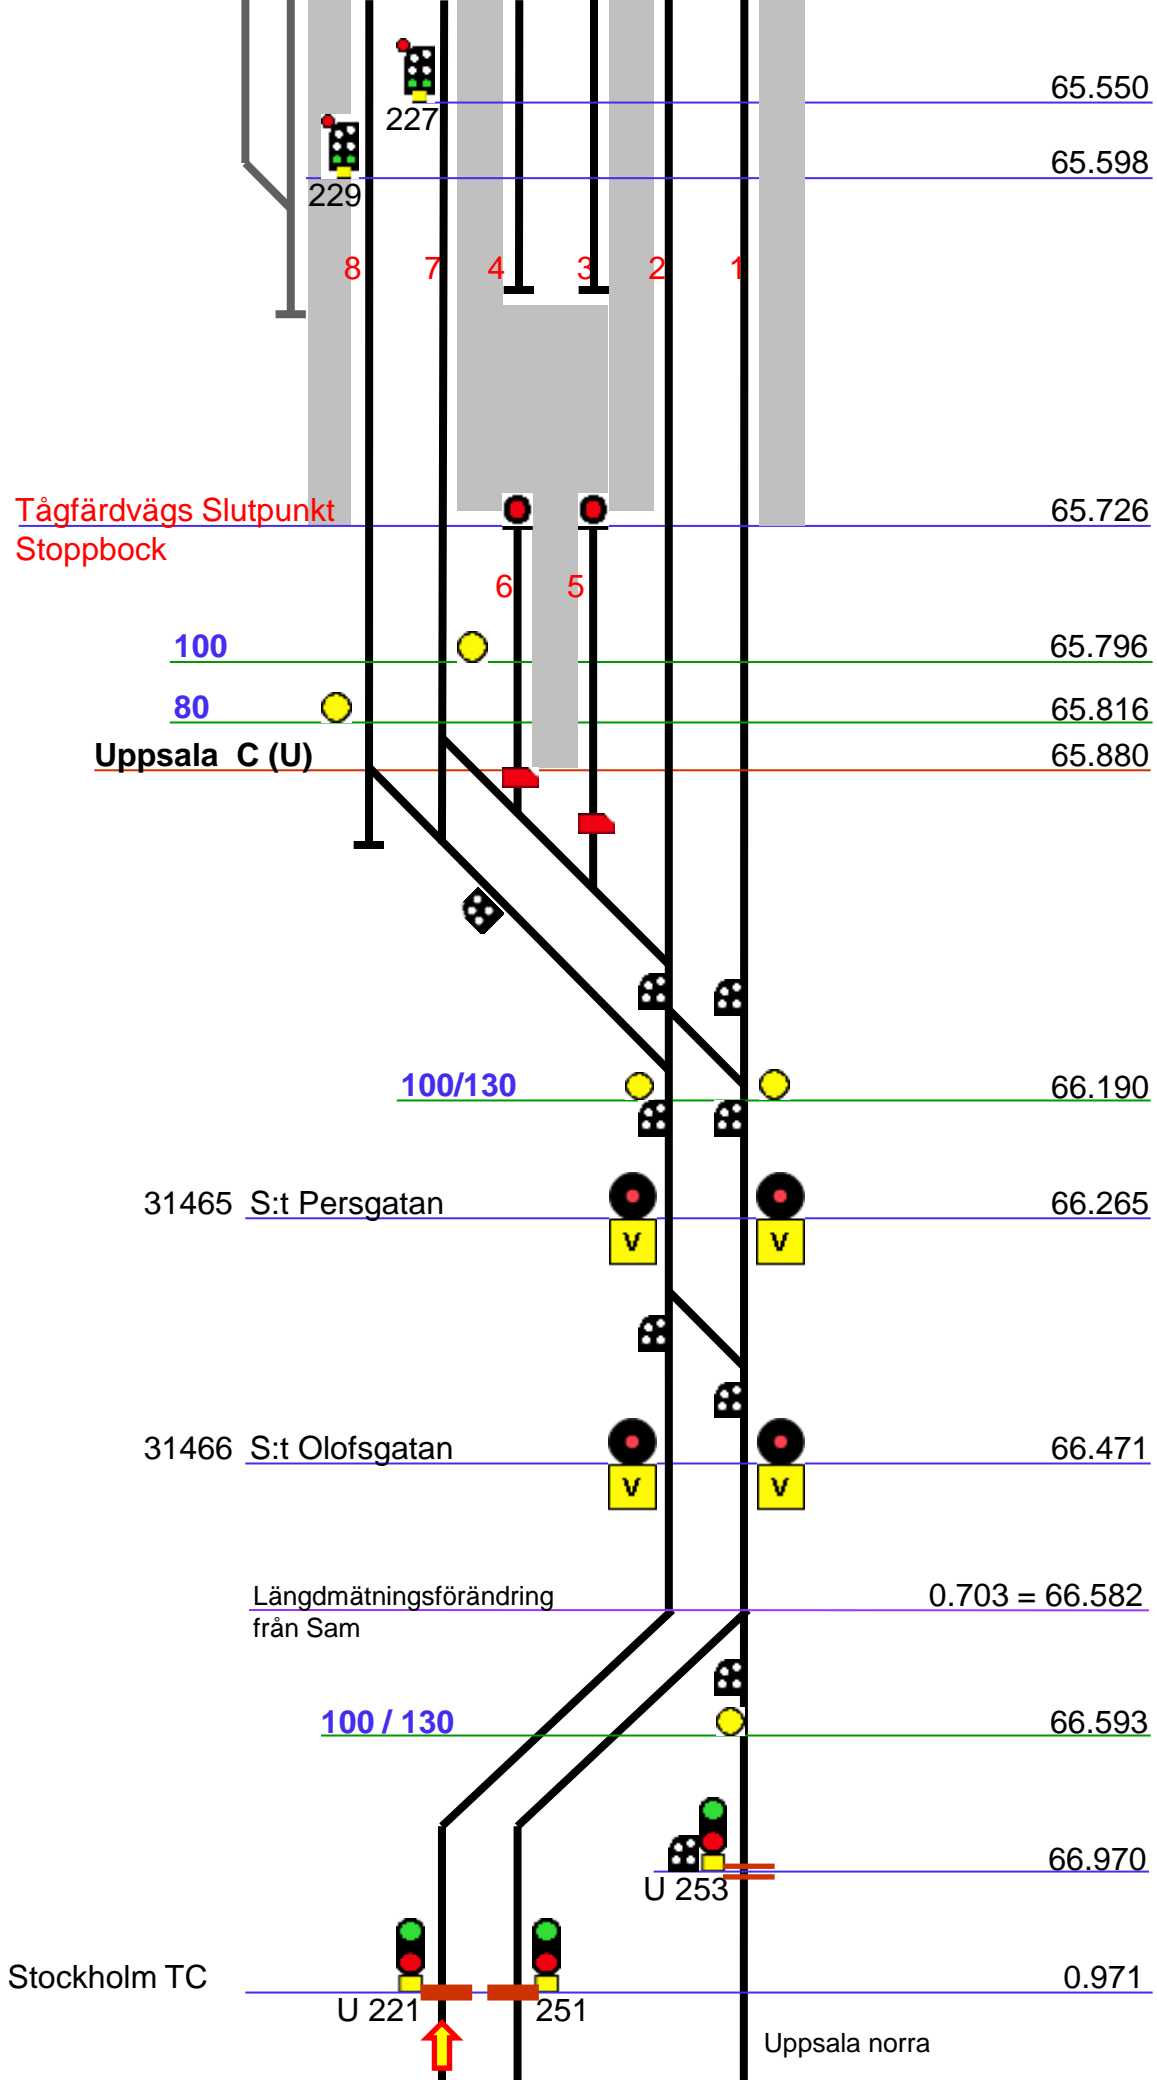 65.550
227
65.598
229
8 7 4 3 2 1
Tågfärdvägs Slutpunkt 65.726
Stoppbock
6 5
100 65.796
80 65.816
Uppsala C (U) 65.880
100/130 66.190
31465 S:t Persgatan 66.265
V V
31466 S:t Olofsgatan 66.471
V V
Längdmätningsförändring 0.703 = 66.582
från Sam
100 / 130 66.593
66.970
U 253
Stockholm TC 0.971
U 221 251
Uppsala norra